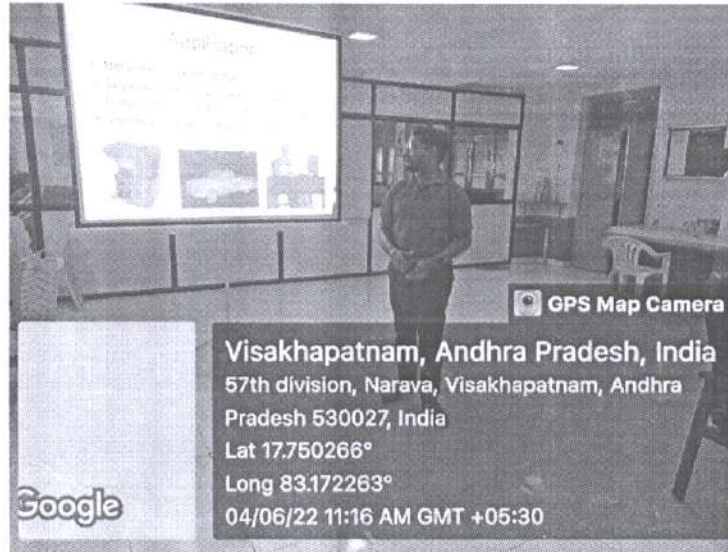 Application
GPS Map Camera
Visakhapatnam, Andhra Pradesh, India
57th division, Narava, Visakhapatnam, Andhra
Pradesh 530027, India
Lat 17.750266°
Long 83.172263°
04/06/22 11:16 AM GMT +05:30
Google